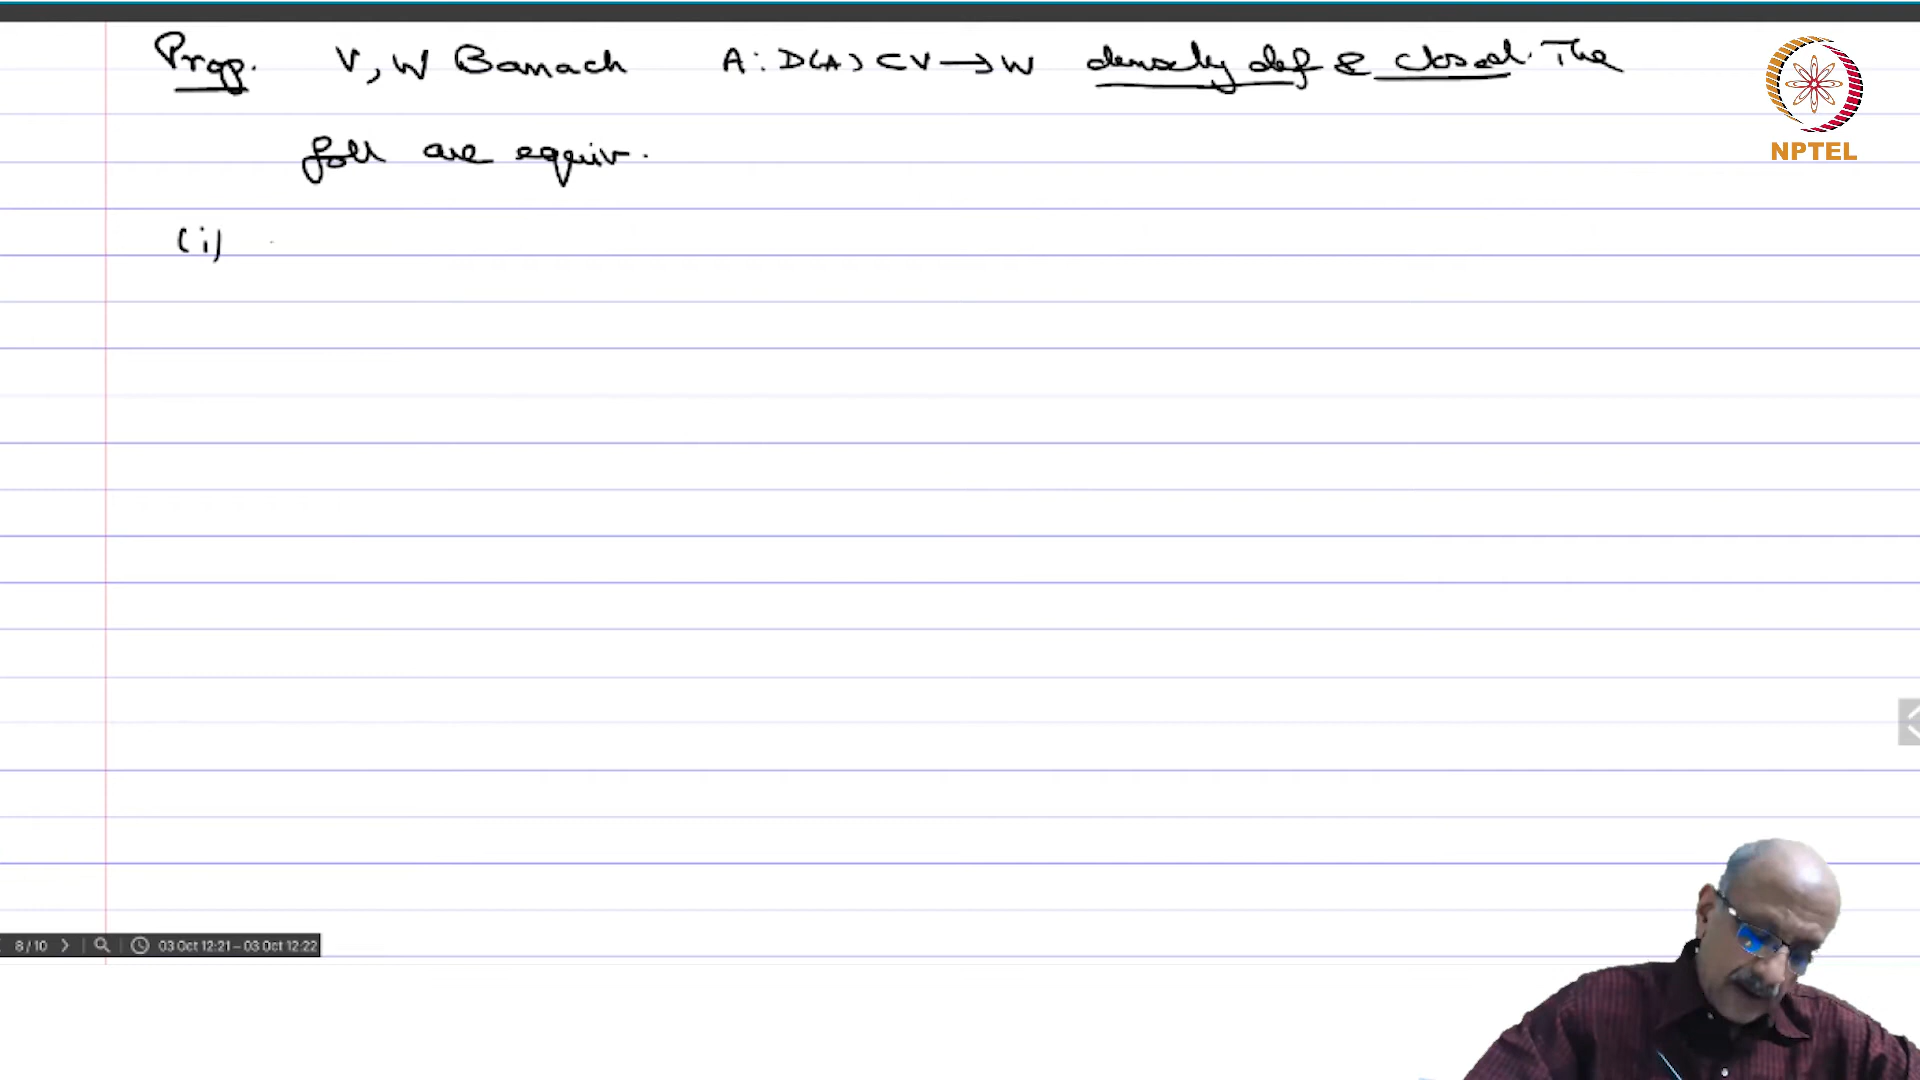 Prop. V, W Banach A: D(A) ⊂ V → W densely def & closed. The
foll are equiv.
(i)
NPTEL
8/10 03 Oct 12:21 – 03 Oct 12:22